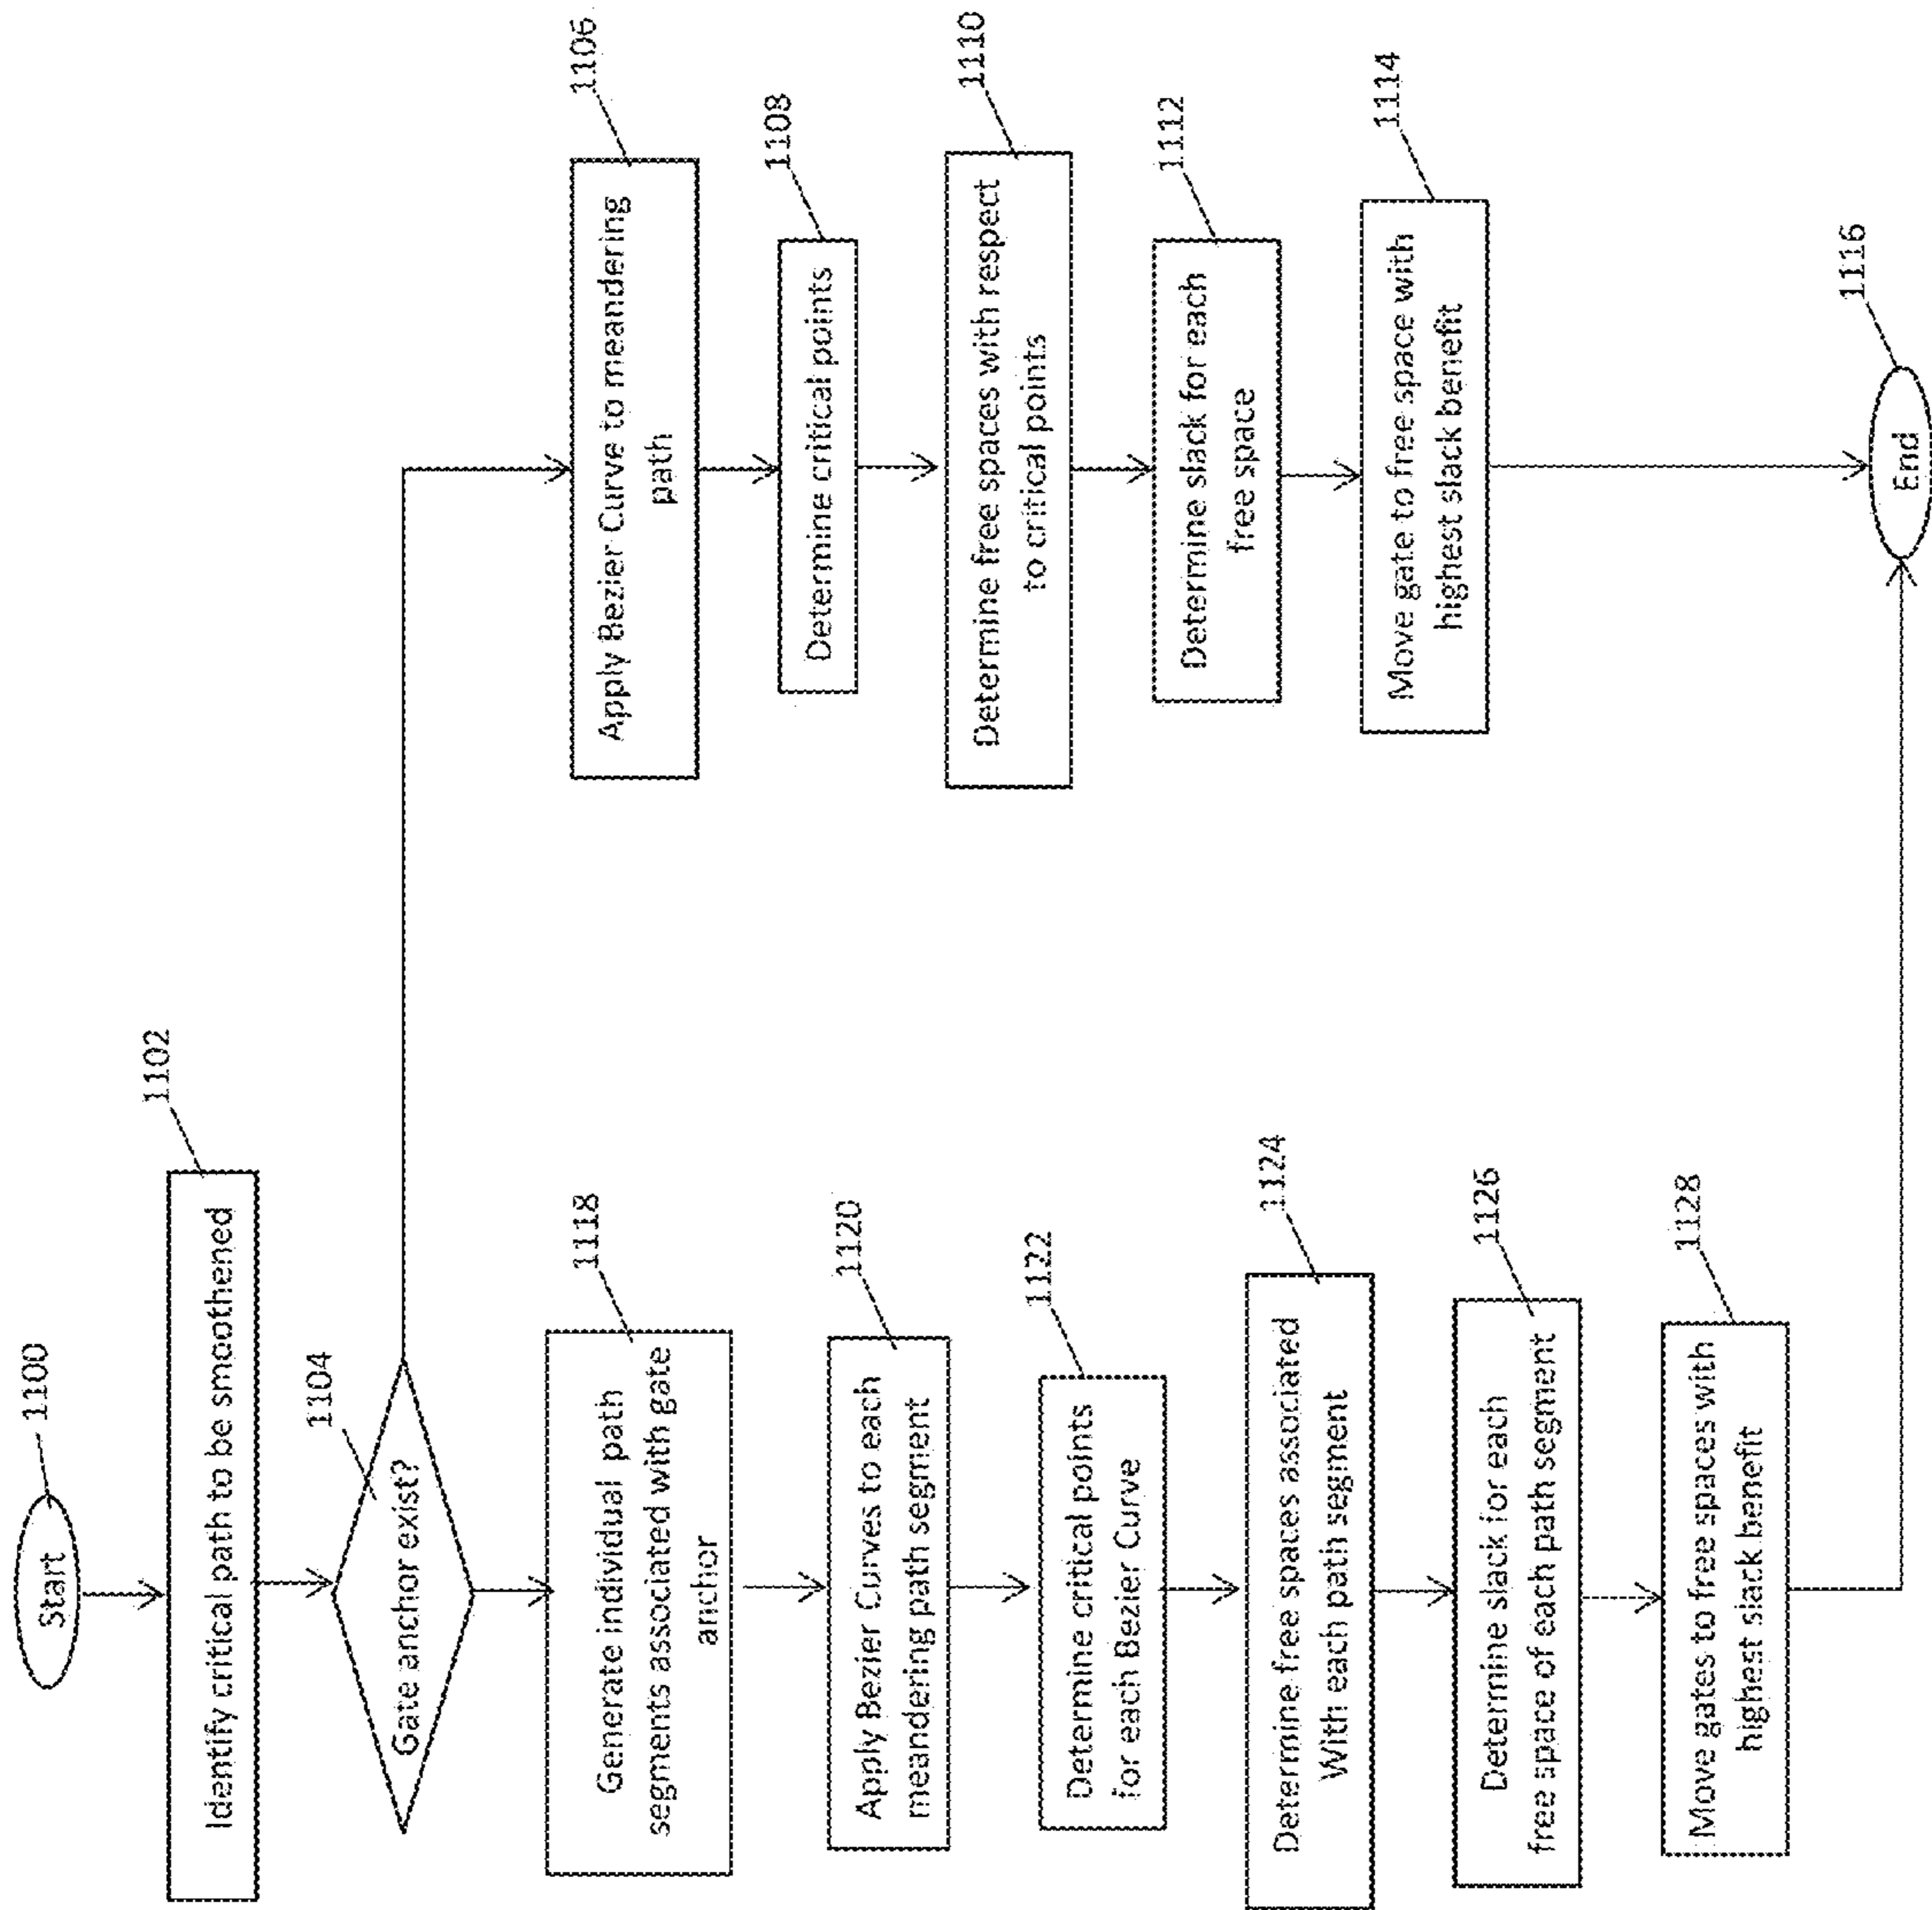 Start
1100
Identify critical path to be smoothened
1102
Gate anchor exist?
1104
Generate individual path
segments associated with gate
anchor
1118
Apply Bezier Curves to each
meandering path segment
1120
Determine critical points
for each Bezier Curve
1122
Determine free spaces associated
With each path segment
1124
Determine slack for each
free space of each path segment
1126
Move gates to free spaces with
highest slack benefit
1128
Apply Bezier Curve to meandering
path
1106
Determine critical points
1108
Determine free spaces with respect
to critical points
1110
Determine slack for each
free space
1112
Move gate to free space with
highest slack benefit
1114
End
1116